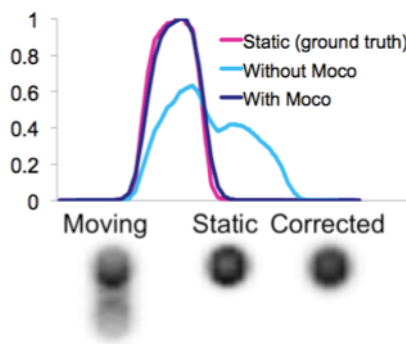 1
0.8
0.6
0.4
0.2
0
Static (ground truth)
Without Moco
With Moco
Moving Static Corrected